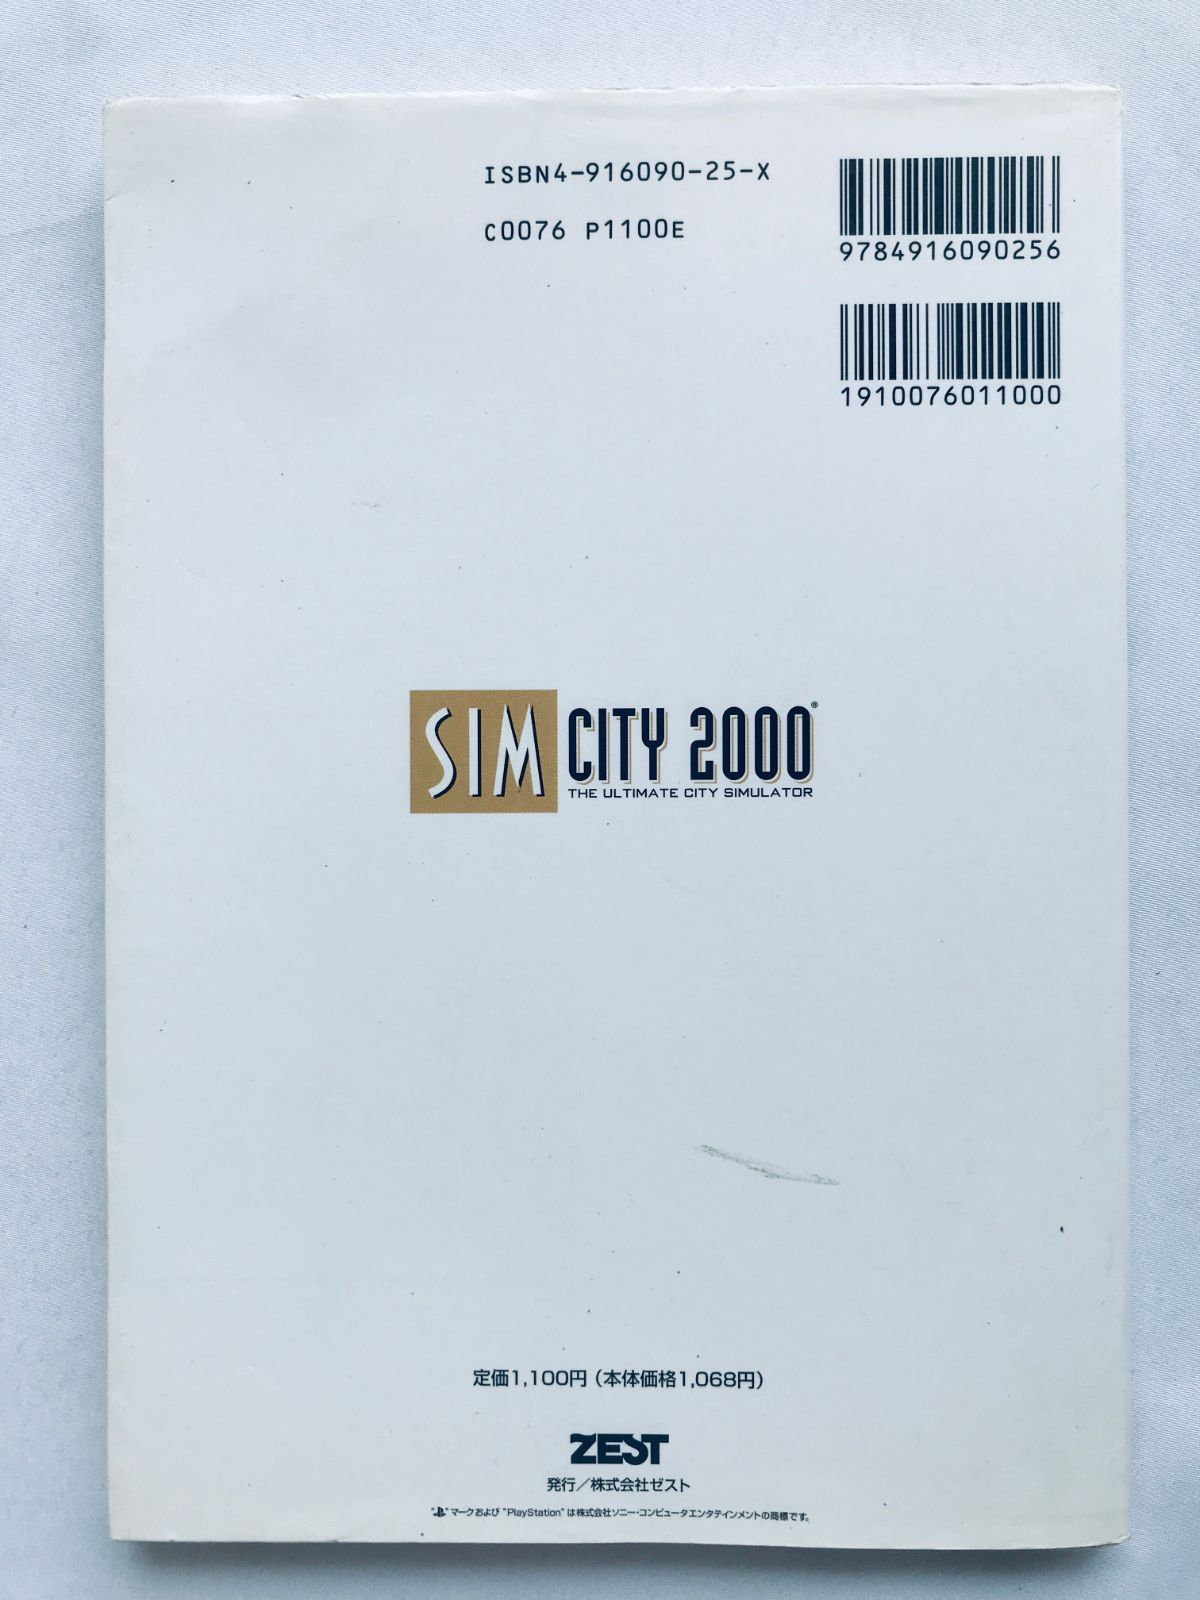 ISBN4-916090-25-X
C0076 P1100E
9784916090256
1910076011000
SIM CITY 2000®
THE ULTIMATE CITY SIMULATOR
定価1,100円（本体価格1,068円）
ZEST
発行／株式会社ゼスト
“PS”マークおよび “PlayStation” は株式会社ソニー・コンピュータエンタテインメントの商標です。